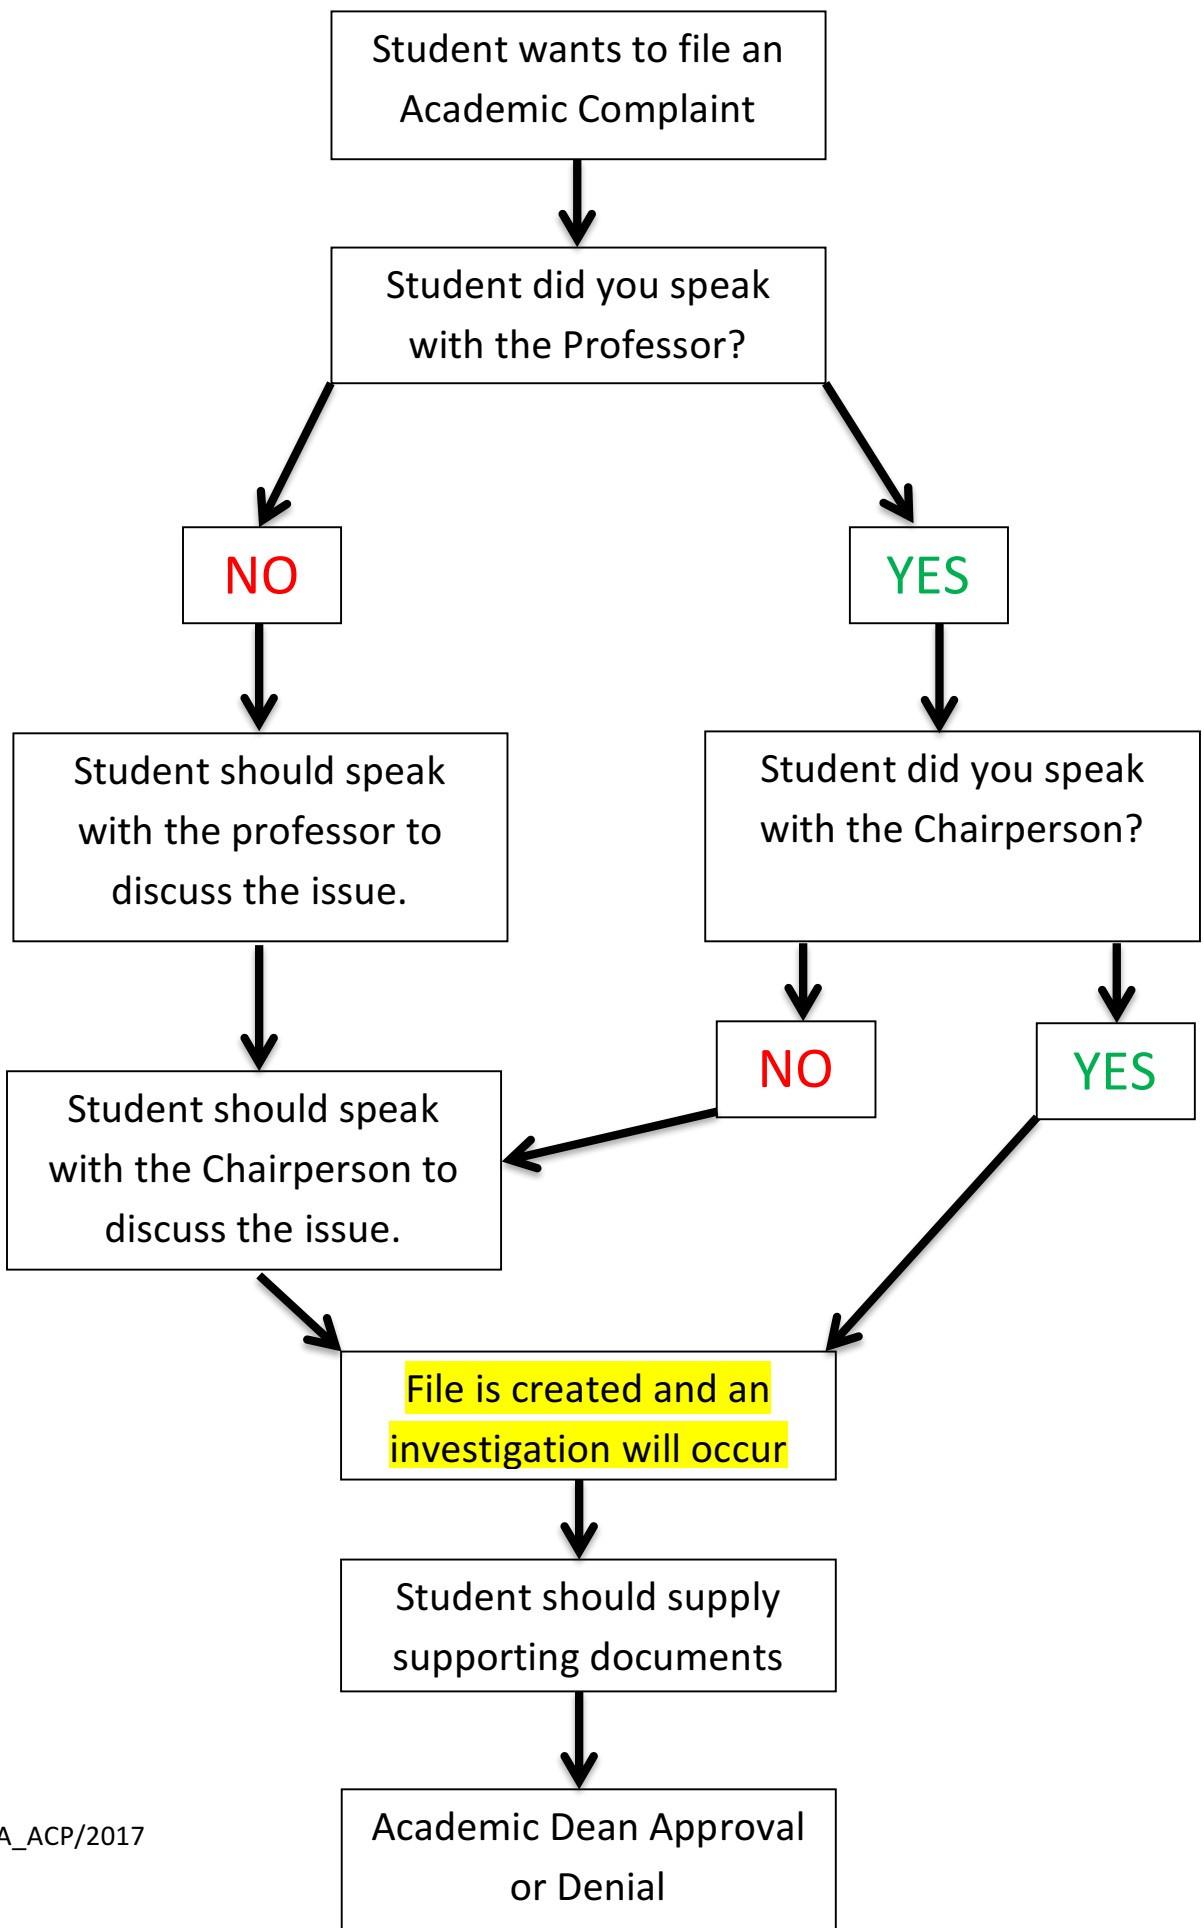 Student wants to file an
Academic Complaint
Student did you speak
with the Professor?
NO
YES
Student should speak
with the professor to
discuss the issue.
Student did you speak
with the Chairperson?
NO
YES
Student should speak
with the Chairperson to
discuss the issue.
File is created and an
investigation will occur
Student should supply
supporting documents
Academic Dean Approval
or Denial
A_ACP/2017